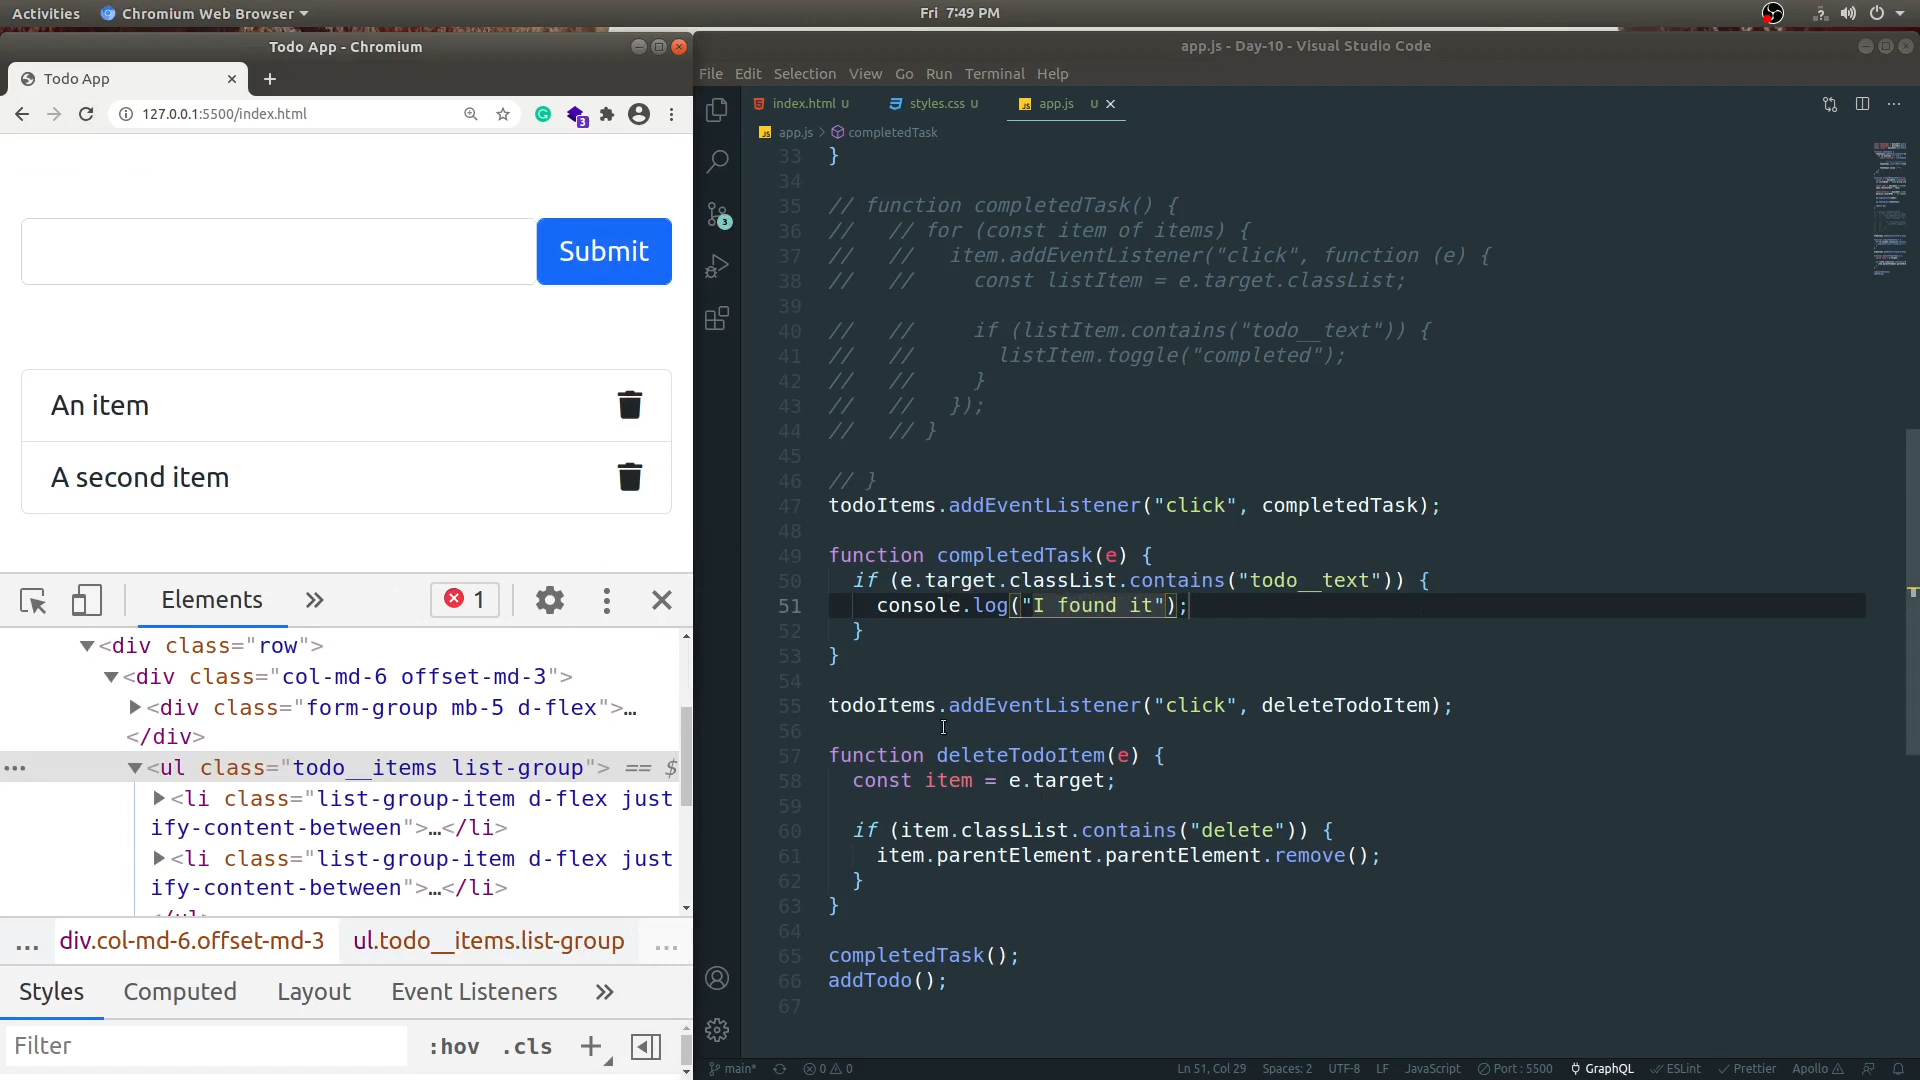 Activities
Chromium Web Browser
Fri 7:49 PM
Todo App - Chromium
Todo App
127.0.0.1:5500/index.html
3
Submit
An item
A second item
Elements
1
<div class="row">
<div class="col-md-6 offset-md-3">
<div class="form-group mb-5 d-flex">…
</div>
<ul class="todo__items list-group"> == $
<li class="list-group-item d-flex just
ify-content-between">…</li>
<li class="list-group-item d-flex just
ify-content-between">…</li>
... div.col-md-6.offset-md-3 ul.todo__items.list-group ...
Styles Computed Layout Event Listeners
Filter :hov .cls
app.js - Day-10 - Visual Studio Code
File Edit Selection View Go Run Terminal Help
index.html U styles.css U app.js U
app.js > completedTask
3
33 }
34
35 // function completedTask() {
36 //   // for (const item of items) {
37 //   //   item.addEventListener("click", function (e) {
38 //   //     const listItem = e.target.classList;
39
40 //   //     if (listItem.contains("todo__text")) {
41 //   //       listItem.toggle("completed");
42 //   //     }
43 //   //   });
44 //   // }
45
46 // }
47 todoItems.addEventListener("click", completedTask);
48
49 function completedTask(e) {
50   if (e.target.classList.contains("todo__text")) {
51     console.log("I found it");
52   }
53 }
54
55 todoItems.addEventListener("click", deleteTodoItem);
56
57 function deleteTodoItem(e) {
58   const item = e.target;
59
60   if (item.classList.contains("delete")) {
61     item.parentElement.parentElement.remove();
62   }
63 }
64
65 completedTask();
66 addTodo();
67
main* 0 0 Ln 51, Col 29 Spaces: 2 UTF-8 LF JavaScript Port : 5500 GraphQL ESLint Prettier Apollo